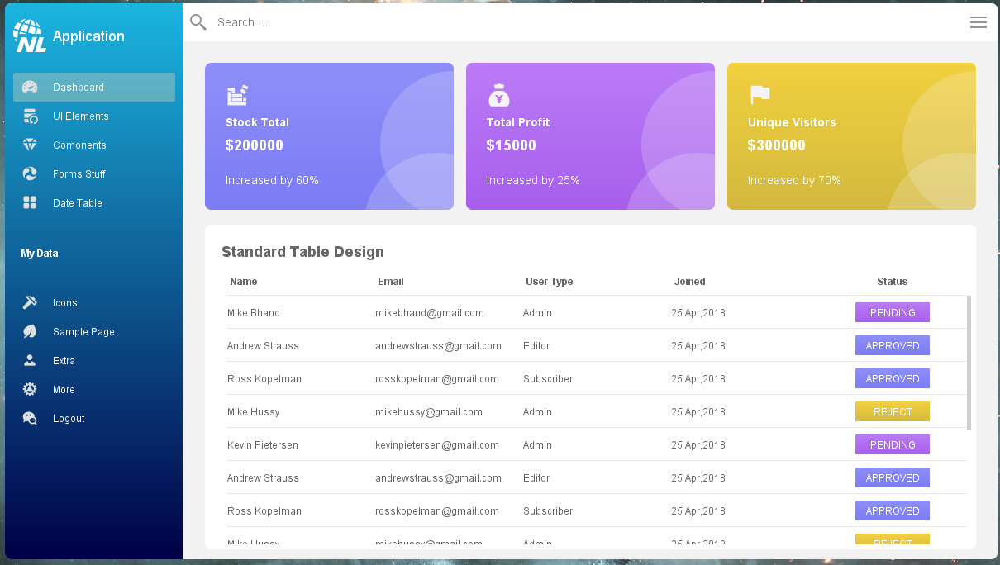 NL Application
Search ...
Dashboard
UI Elements
Comonents
Forms Stuff
Date Table
My Data
Icons
Sample Page
Extra
More
Logout
Stock Total
$200000
Increased by 60%
¥
Total Profit
$15000
Increased by 25%
Unique Visitors
$300000
Increased by 70%
Standard Table Design
Name Email User Type Joined Status
Mike Bhand mikebhand@gmail.com Admin 25 Apr,2018 PENDING
Andrew Strauss andrewstrauss@gmail.com Editor 25 Apr,2018 APPROVED
Ross Kopelman rosskopelman@gmail.com Subscriber 25 Apr,2018 APPROVED
Mike Hussy mikehussy@gmail.com Admin 25 Apr,2018 REJECT
Kevin Pietersen kevinpietersen@gmail.com Admin 25 Apr,2018 PENDING
Andrew Strauss andrewstrauss@gmail.com Editor 25 Apr,2018 APPROVED
Ross Kopelman rosskopelman@gmail.com Subscriber 25 Apr,2018 APPROVED
Mike Hussy mikehussy@gmail.com Admin 25 Apr,2018 REJECT